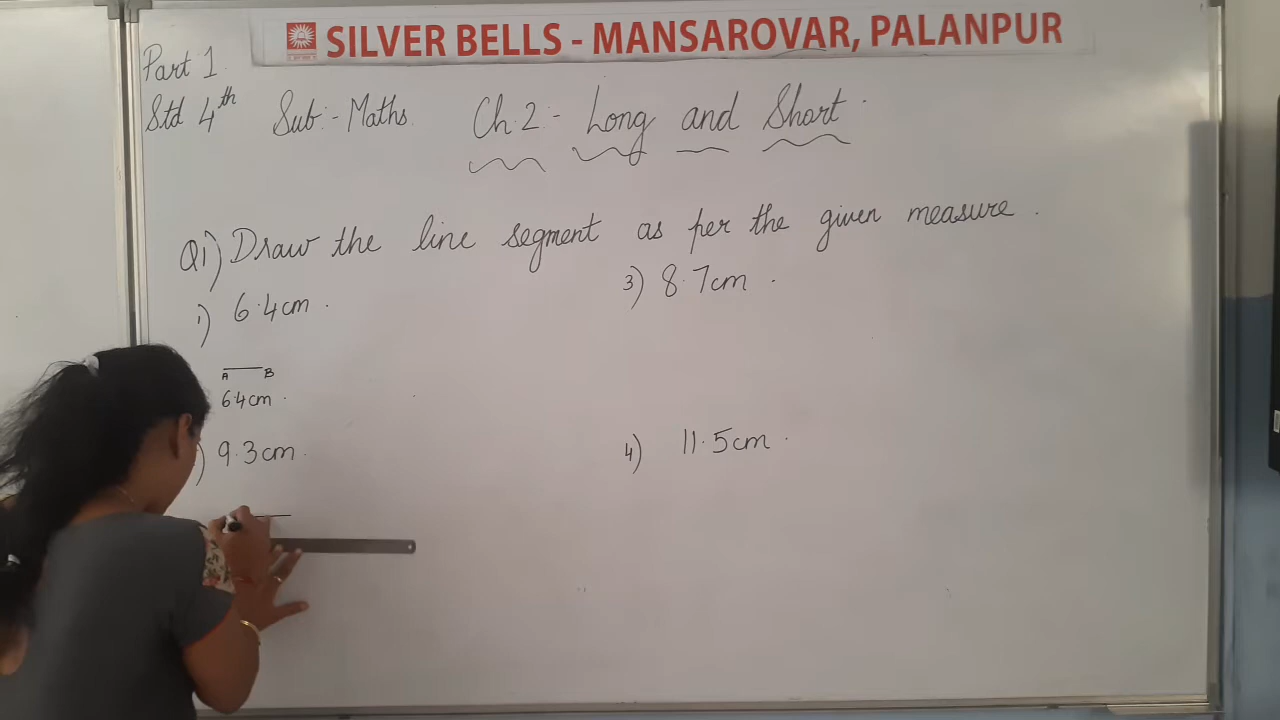 SILVER BELLS - MANSAROVAR, PALANPUR
Part 1
Std 4th Sub:- Maths. Ch.2:- Long and Short.
Q1) Draw the line segment as per the given measure.
1) 6.4cm.
A B
6.4cm.
) 9.3cm.
3) 8.7cm.
4) 11.5cm.